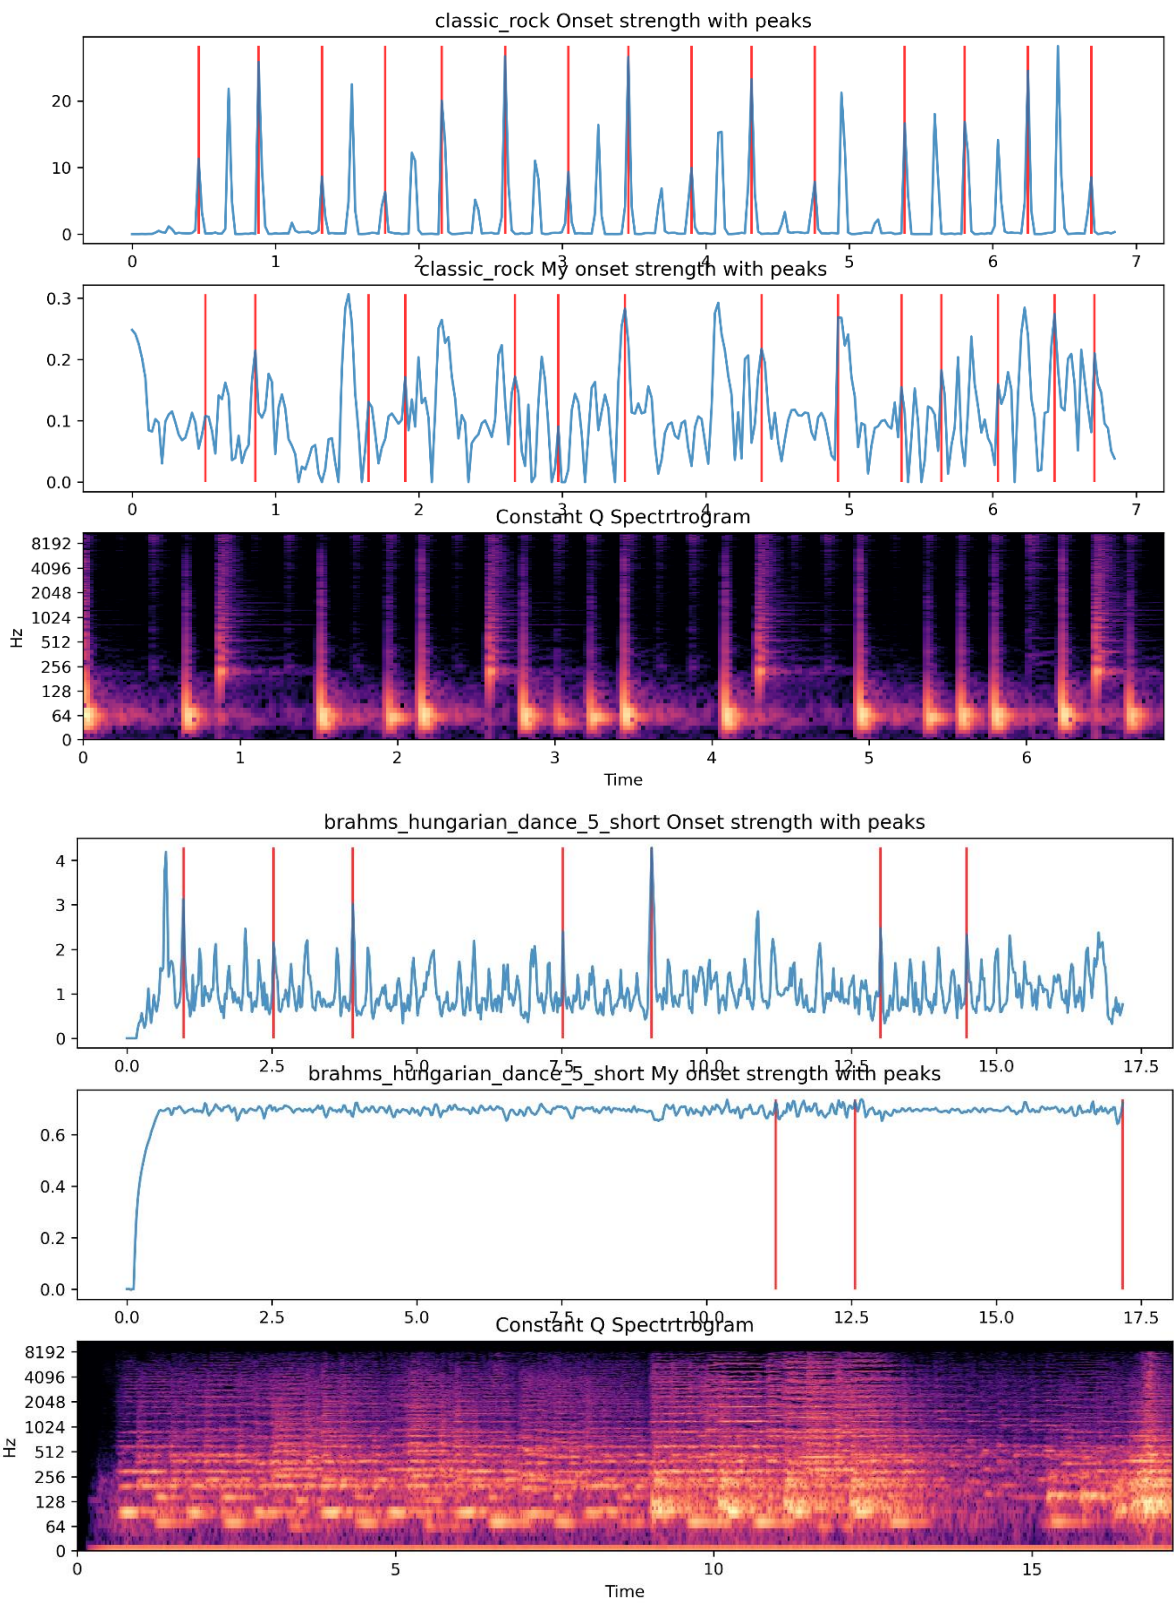 classic_rock Onset strength with peaks
20
10
0
0 1 2 3 4 5 6 7
classic_rock My onset strength with peaks
0.3
0.2
0.1
0.0
0 1 2 3 4 5 6 7
Constant Q Spectrtrogram
8192
4096
2048
1024
512
256
128
64
0
Hz
0 1 2 3 4 5 6
Time
brahms_hungarian_dance_5_short Onset strength with peaks
4
3
2
1
0
0.0 2.5 5.0 7.5 10.0 12.5 15.0 17.5
brahms_hungarian_dance_5_short My onset strength with peaks
0.6
0.4
0.2
0.0
0.0 2.5 5.0 7.5 10.0 12.5 15.0 17.5
Constant Q Spectrtrogram
8192
4096
2048
1024
512
256
128
64
0
Hz
0 5 10 15
Time